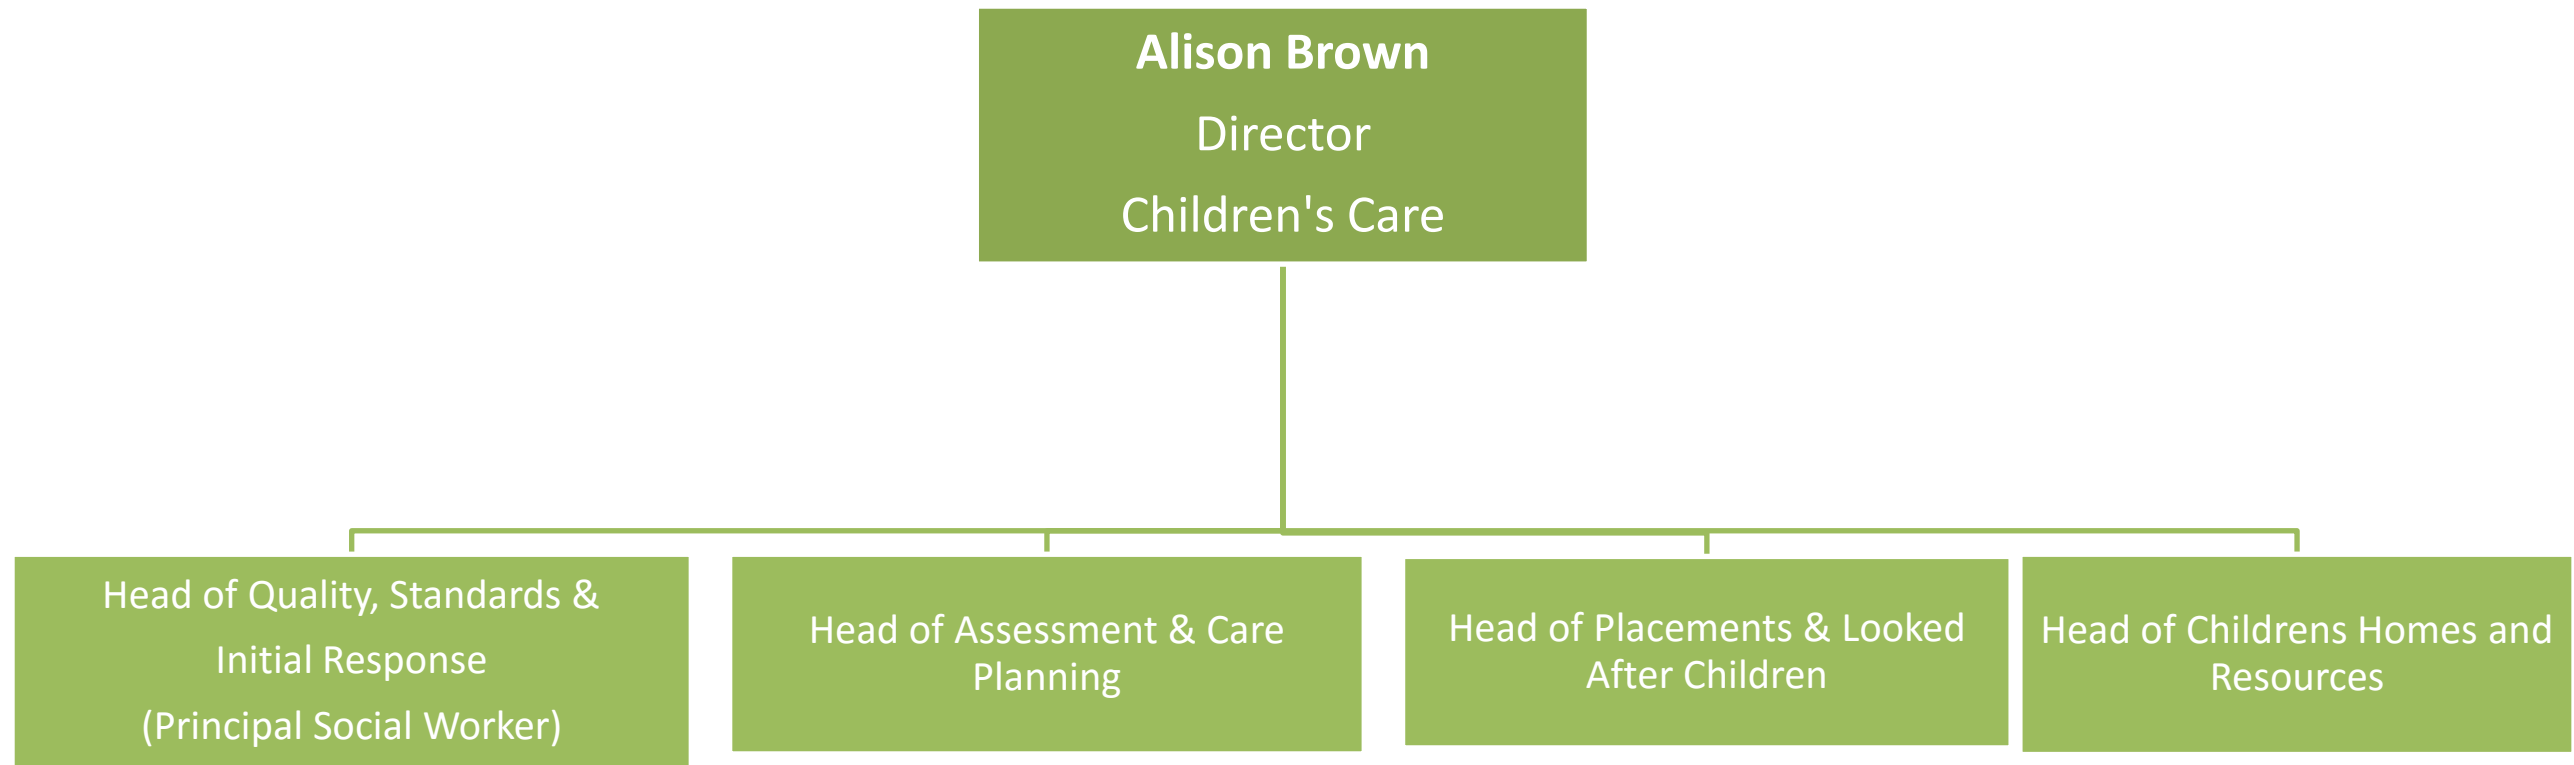 Alison Brown
Director
Children's Care
Head of Quality, Standards &
Initial Response
(Principal Social Worker)
Head of Assessment & Care
Planning
Head of Placements & Looked
After Children
Head of Childrens Homes and
Resources